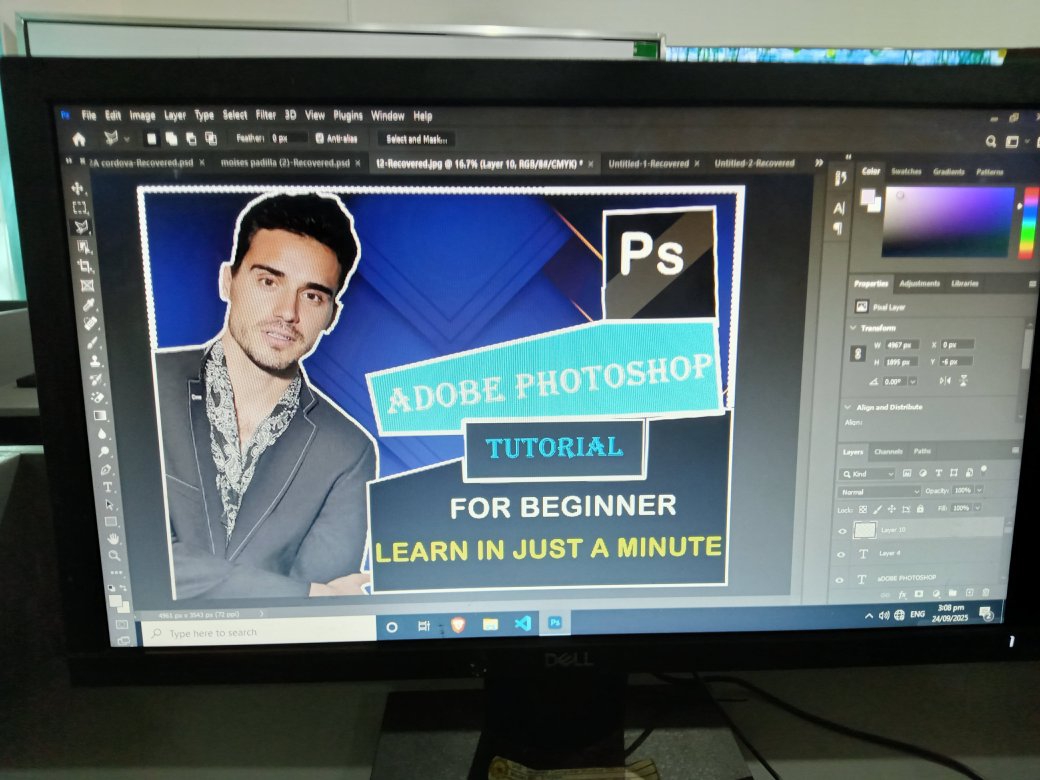 Ps File Edit Image Layer Type Select Filter 3D View Plugins Window Help
Feather: 0 px Anti-alias Select and Mask...
A cordova-Recovered.psd × moises padilla (2)-Recovered.psd × 12-Recovered.jpg @ 16.7% (Layer 10, RGB/8#/CMYK) * × Untitled-1-Recovered × Untitled-2-Recovered
Ps
ADOBE PHOTOSHOP
TUTORIAL
FOR BEGINNER
LEARN IN JUST A MINUTE
Color Swatches Gradients Patterns
Properties Adjustments Libraries
Pixel Layer
Transform
W 4967 px X 0 px
H 1895 px Y -6 px
0.00°
Align and Distribute
Align:
Layers Channels Paths
Kind
Normal Opacity: 100%
Lock: Fill: 100%
Layer 10
T Layer 4
T aDOBE PHOTOSHOP
fx
4961 px x 3543 px (72 ppi)
Type here to search
Ps
ENG
3:08 pm
24/09/2025
2
DELL